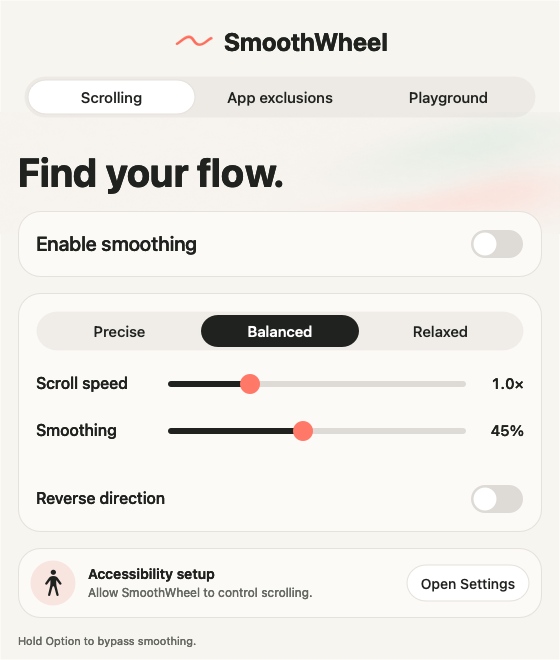 SmoothWheel
Scrolling
App exclusions
Playground
Find your flow.
Enable smoothing
Precise
Balanced
Relaxed
Scroll speed
1.0×
Smoothing
45%
Reverse direction
Accessibility setup
Allow SmoothWheel to control scrolling.
Open Settings
Hold Option to bypass smoothing.